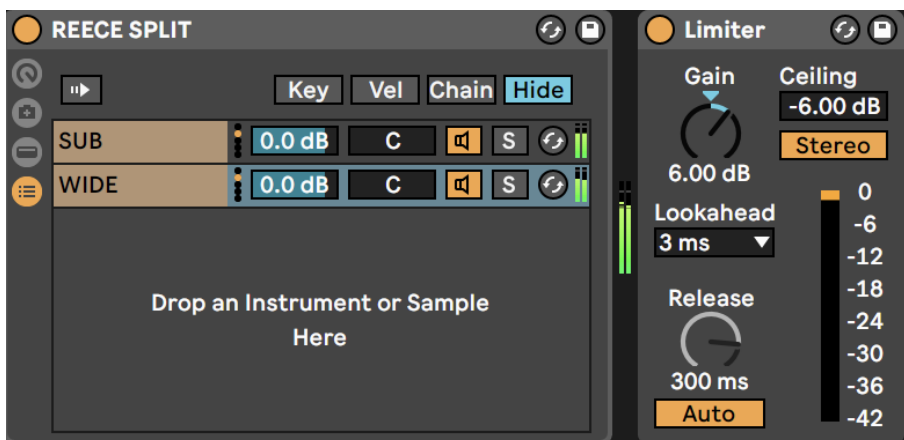 REECE SPLIT
Key Vel Chain Hide
SUB 0.0 dB C S
WIDE 0.0 dB C S
Drop an Instrument or Sample
Here
Limiter
Gain Ceiling
-6.00 dB
Stereo
6.00 dB
Lookahead
3 ms
Release
300 ms
Auto
0
-6
-12
-18
-24
-30
-36
-42